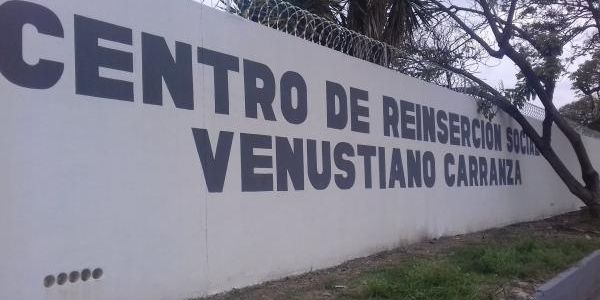 CENTRO DE REINSERCIÓN SOCIAL
VENUSTIANO CARRANZA